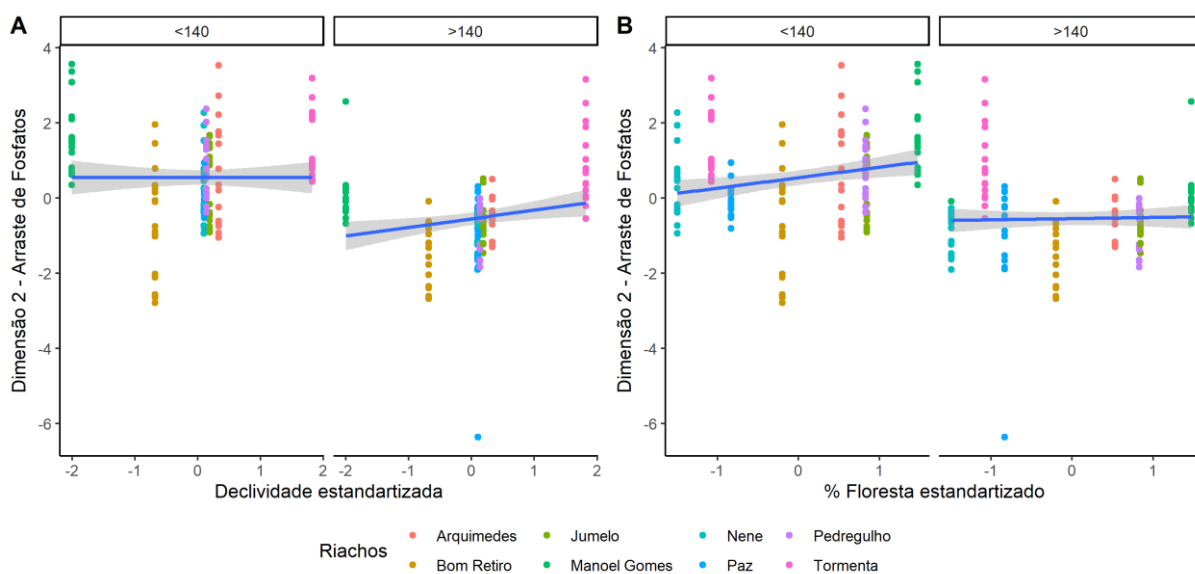 A
<140
>140
Dimensão 2 - Arraste de Fosfatos
4
2
0
-2
-4
-6
-2
-1
0
1
2
-2
-1
0
1
2
Declividade estandartizada
B
<140
>140
Dimensão 2 - Arraste de Fosfatos
4
2
0
-2
-4
-6
-1
0
1
-1
0
1
% Floresta estandartizado
Riachos
Arquimedes
Jumelo
Nene
Pedregulho
Bom Retiro
Manoel Gomes
Paz
Tormenta